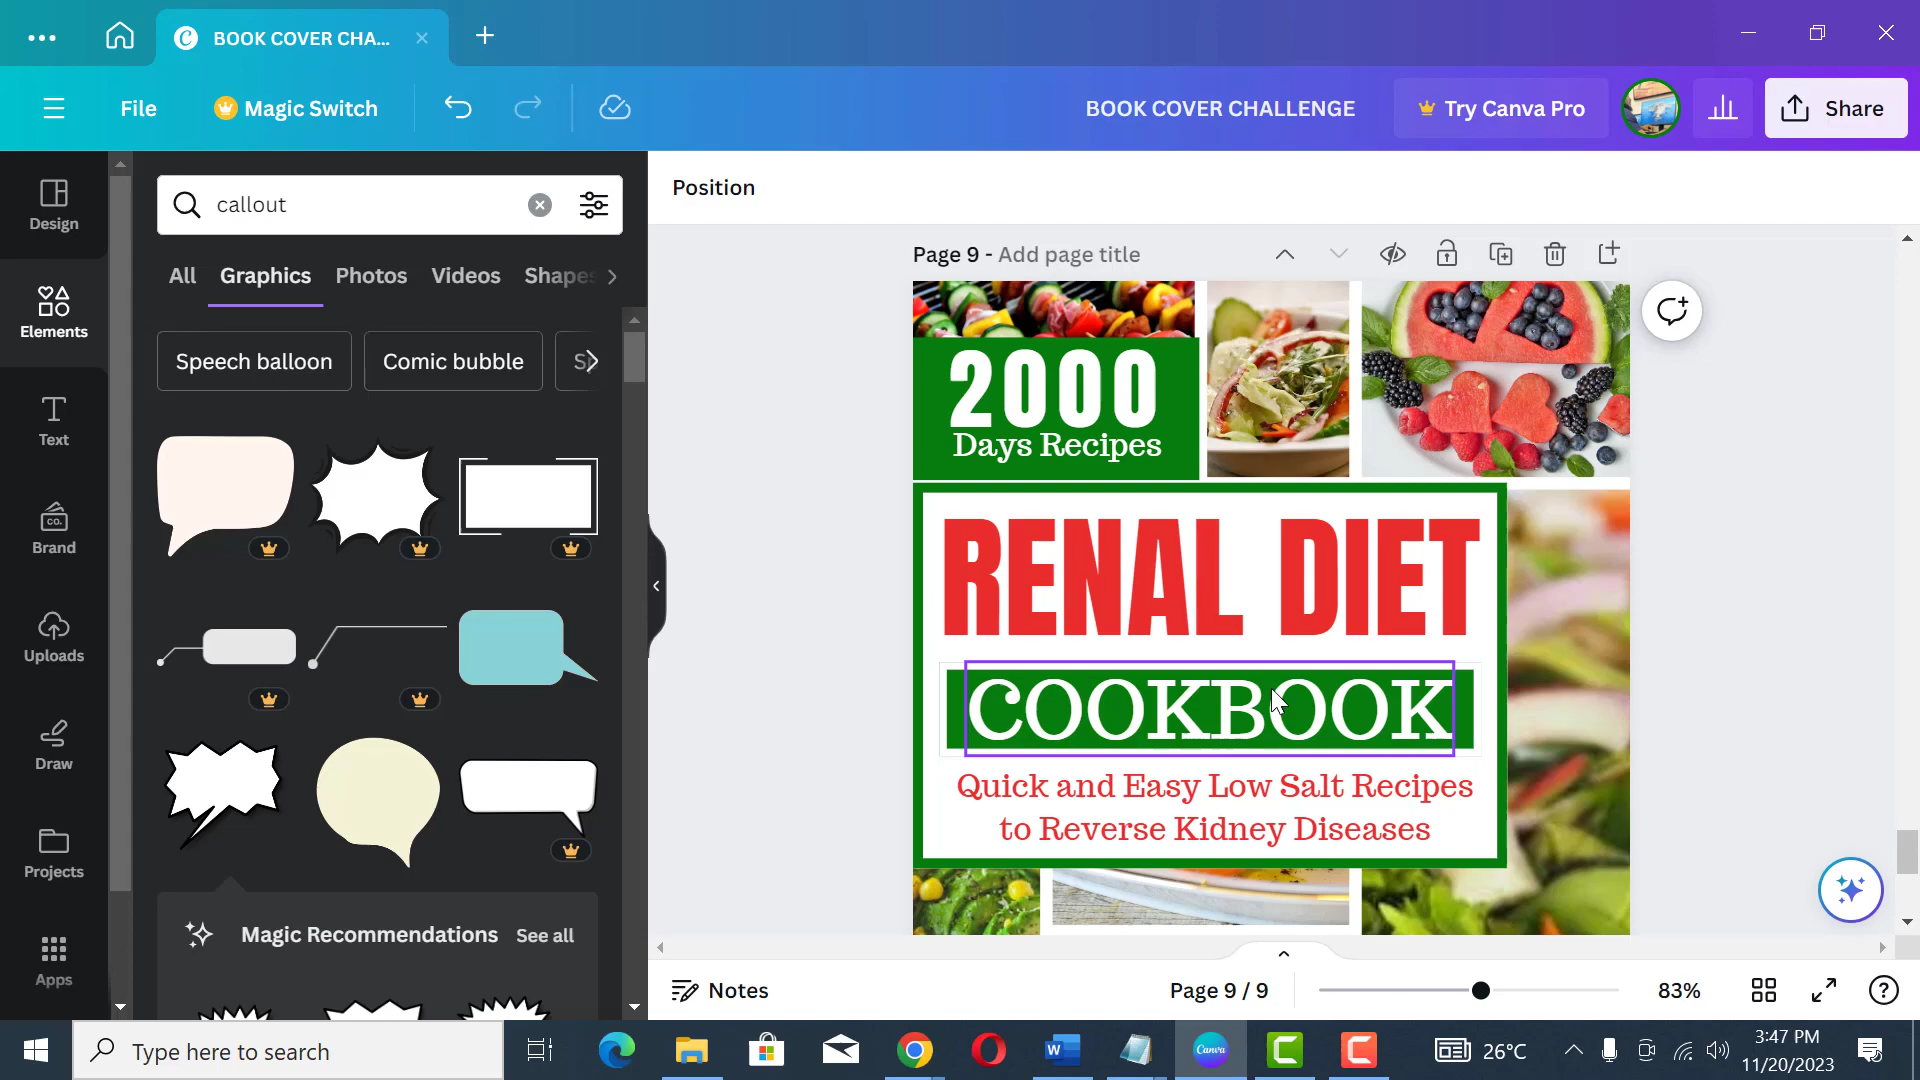 BOOK COVER CHA...
File
Magic Switch
BOOK COVER CHALLENGE
Try Canva Pro
Share
Design
Elements
Text
Brand
Uploads
Draw
Projects
Apps
callout
All
Graphics
Photos
Videos
Shapes
Speech balloon
Comic bubble
Magic Recommendations
See all
Position
Page 9 - Add page title
2000
Days Recipes
RENAL DIET
COOKBOOK
Quick and Easy Low Salt Recipes
to Reverse Kidney Diseases
Notes
Page 9 / 9
83%
Type here to search
Canva
26°C
3:47 PM
11/20/2023